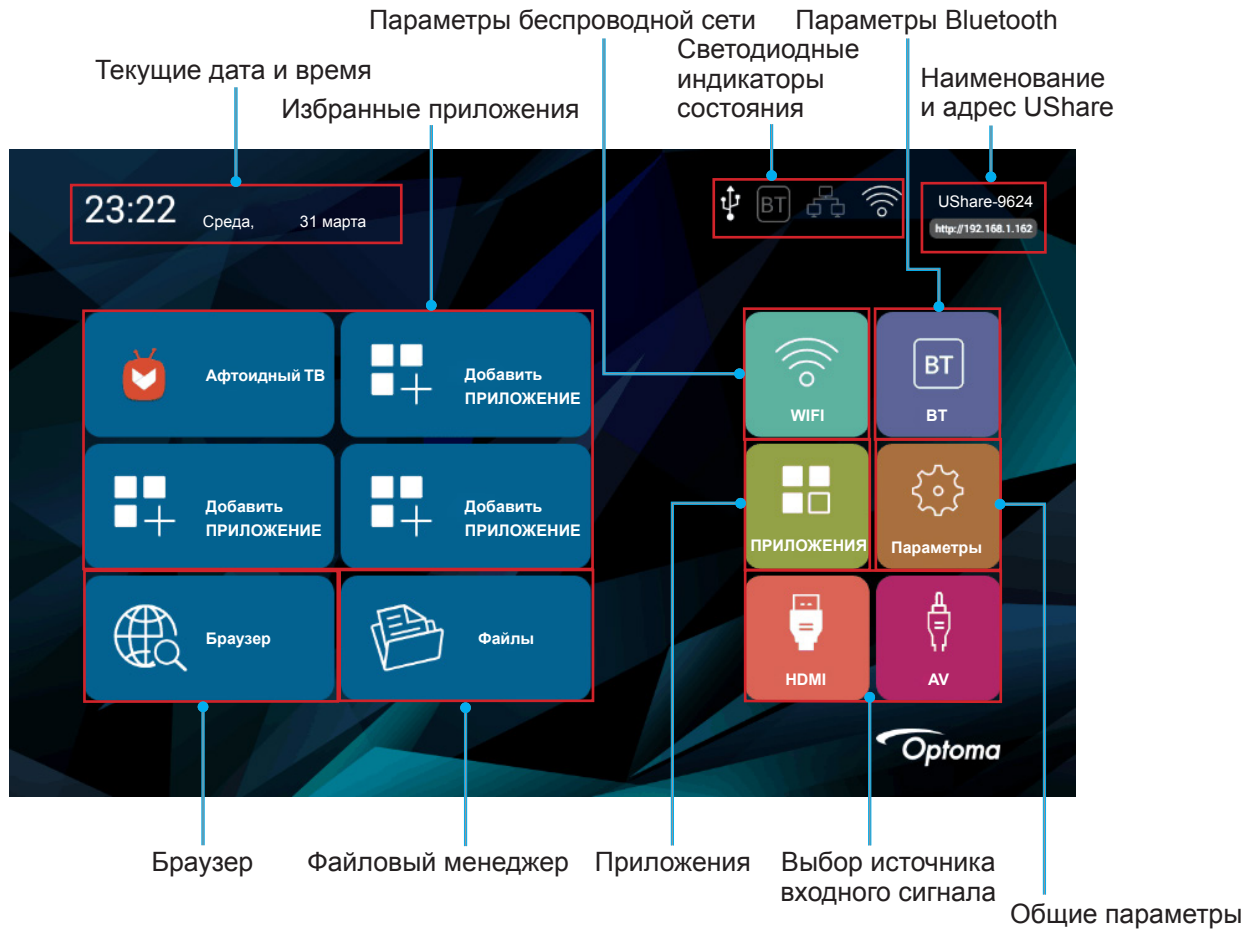 Параметры беспроводной сети
Параметры Bluetooth
Текущие дата и время
Избранные приложения
Светодиодные
индикаторы
состояния
Наименование
и адрес UShare
23:22 Среда, 31 марта
BT
UShare-9624
http://192.168.1.162
Афтоидный ТВ
Добавить
ПРИЛОЖЕНИЕ
WIFI
BT
BT
Добавить
ПРИЛОЖЕНИЕ
Добавить
ПРИЛОЖЕНИЕ
ПРИЛОЖЕНИЯ
Параметры
Браузер
Файлы
HDMI
AV
Optoma
Браузер
Файловый менеджер
Приложения
Выбор источника
входного сигнала
Общие параметры